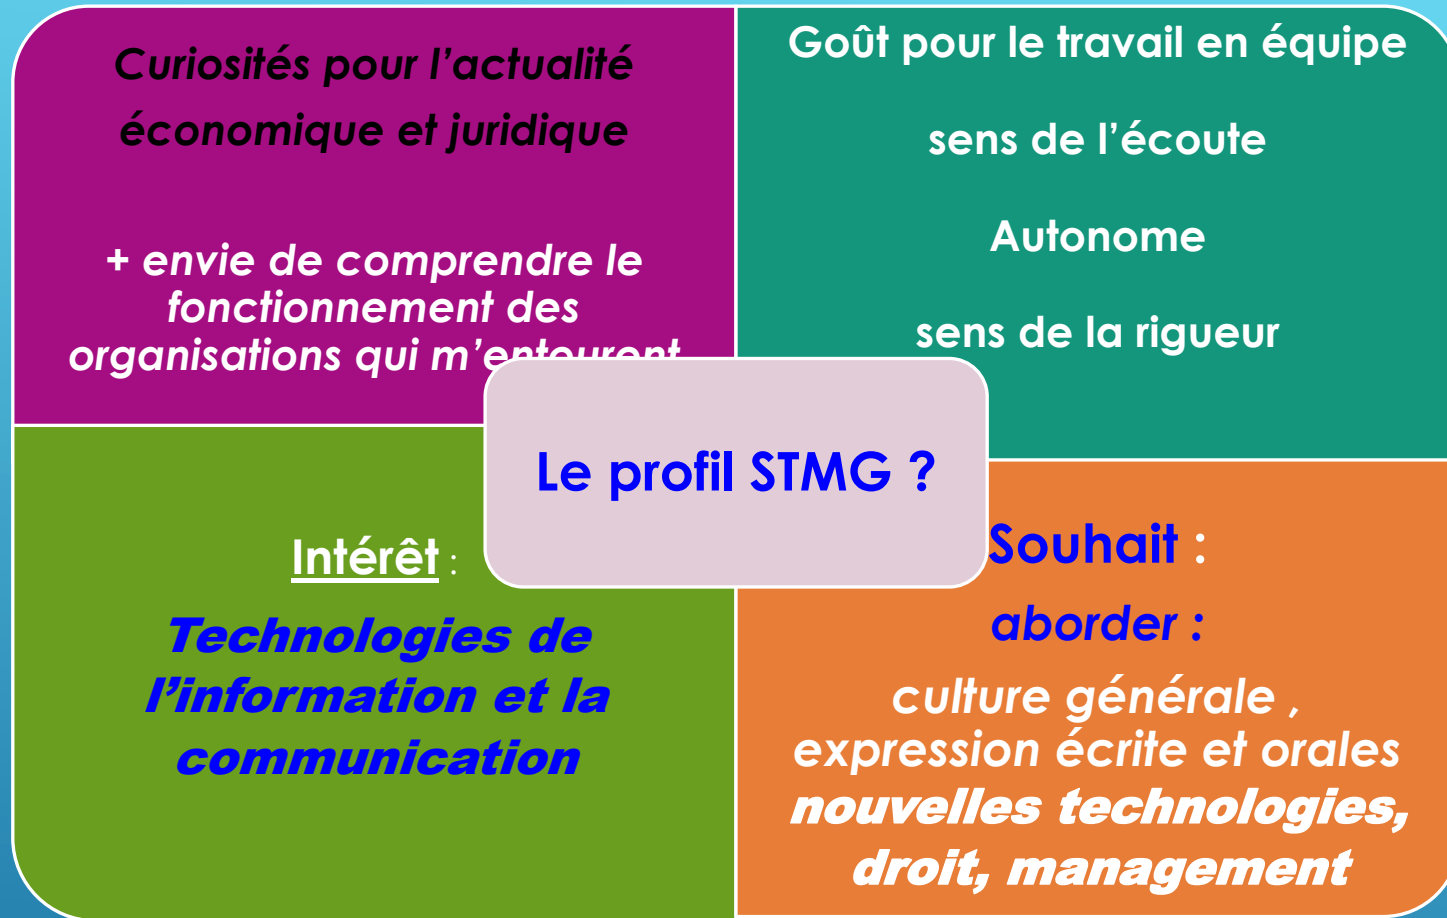 Curiosités pour l’actualité
économique et juridique
+ envie de comprendre le
fonctionnement des
organisations qui m’entourent
Goût pour le travail en équipe
sens de l’écoute
Autonome
sens de la rigueur
Le profil STMG ?
Intérêt :
Technologies de
l’information et la
communication
Souhait :
aborder :
culture générale ,
expression écrite et orales
nouvelles technologies,
droit, management